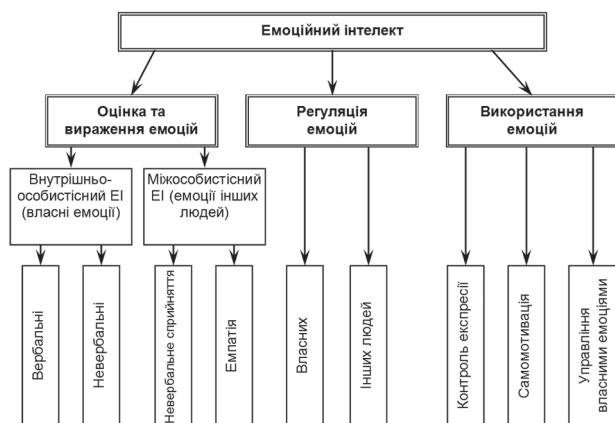 Емоційний інтелект
Оцінка та
вираження емоцій
Регуляція
емоцій
Використання
емоцій
Внутрішньо-
особистісний ЕІ
(власні емоції)
Міжособистісний
ЕІ (емоції інших
людей)
Вербальні
Невербальні
Невербальне сприйняття
Емпатія
Власних
Інших людей
Контроль експресії
Самомотивація
Управління
власними емоціями